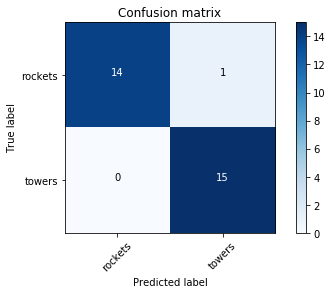 Confusion matrix
True label
rockets
towers
14
1
0
15
rockets
towers
Predicted label
14
12
10
8
6
4
2
0